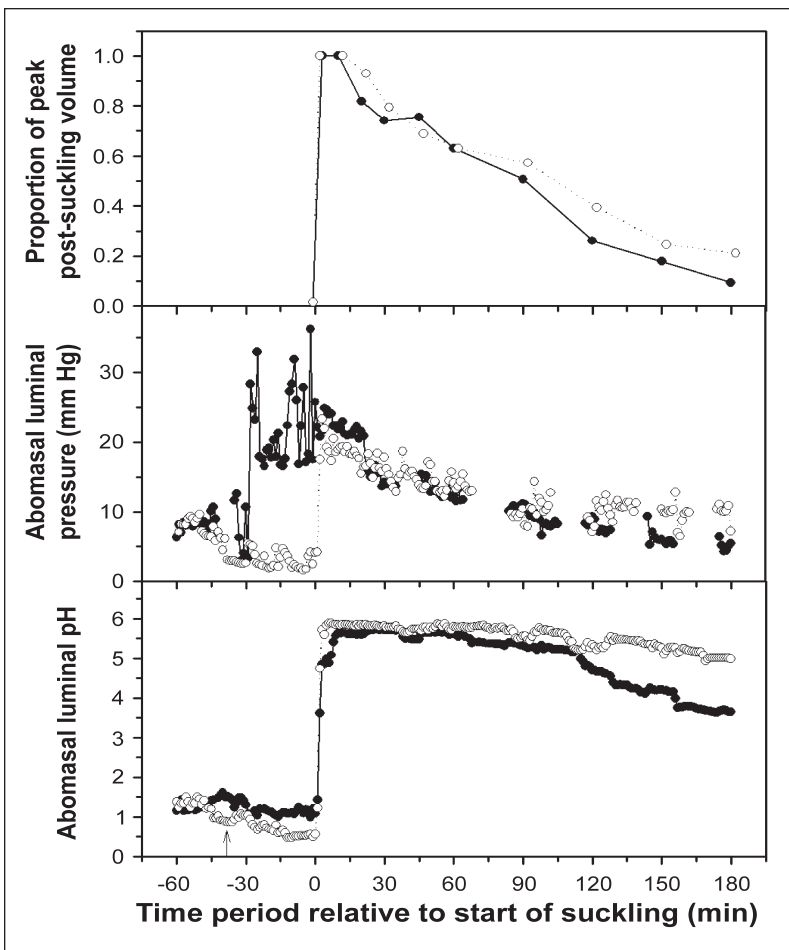 Proportion of peak
post-suckling volume
1.0
0.8
0.6
0.4
0.2
0.0
Abomasal luminal
pressure (mm Hg)
30
20
10
0
Abomasal luminal pH
6
5
4
3
2
1
0
-60 -30 0 30 60 90 120 150 180
Time period relative to start of suckling (min)